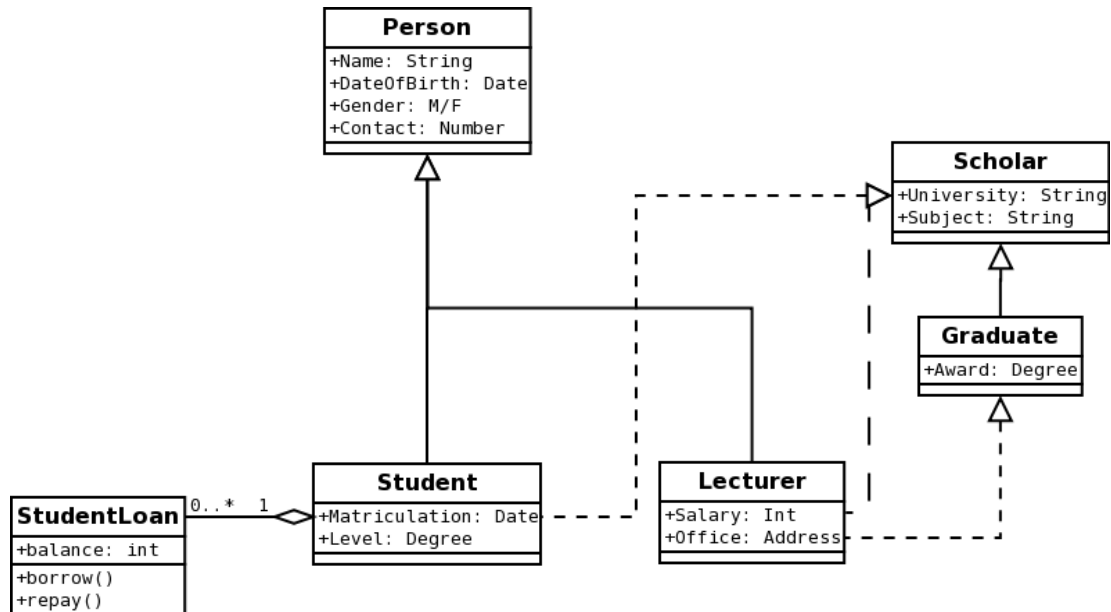 Person
+Name: String
+DateOfBirth: Date
+Gender: M/F
+Contact: Number
Scholar
+University: String
+Subject: String
Graduate
+Award: Degree
Student
+Matriculation: Date
+Level: Degree
Lecturer
+Salary: Int
+Office: Address
0..* 1
StudentLoan
+balance: int
+borrow()
+repay()